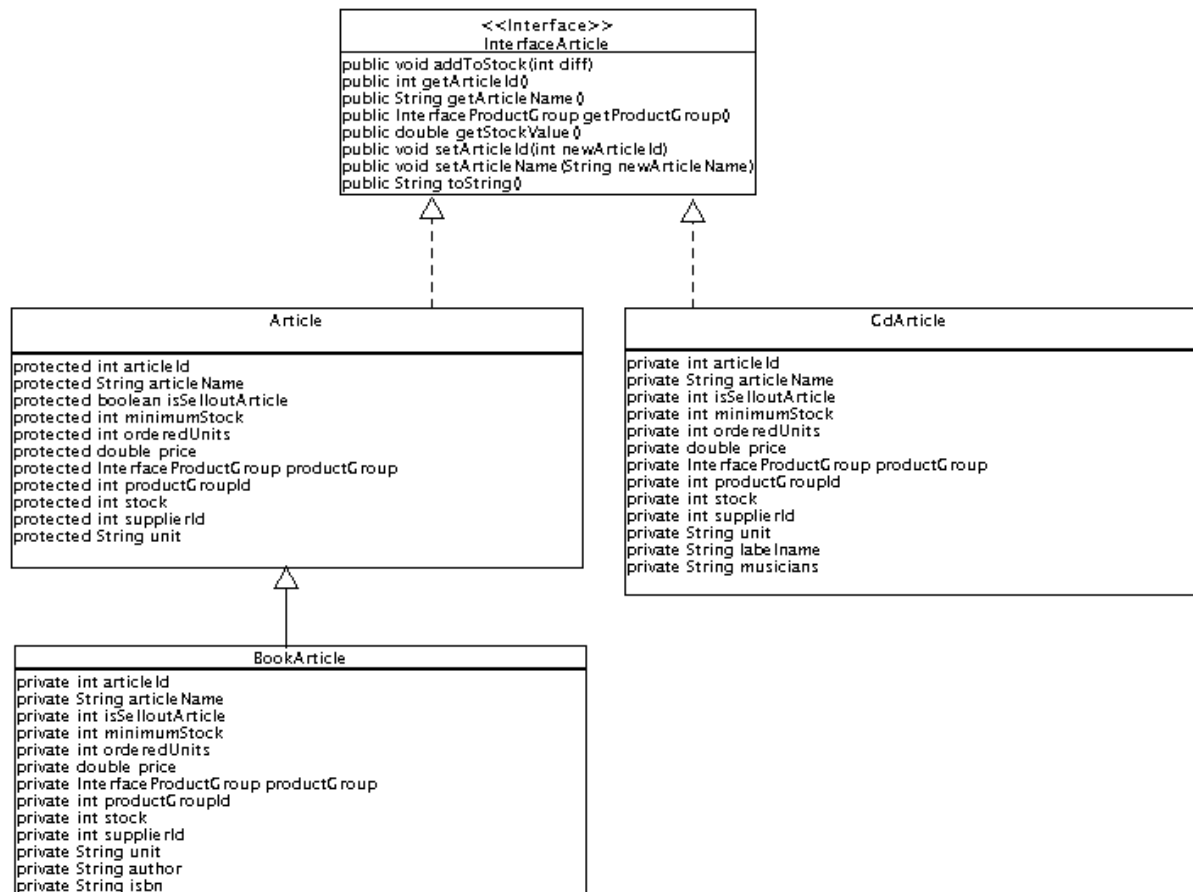 <<Interface>>
InterfaceArticle
public void addToStock(int diff)
public int getArticleId()
public String getArticleName()
public InterfaceProductGroup getProductGroup()
public double getStockValue()
public void setArticleId(int newArticleId)
public void setArticleName(String newArticleName)
public String toString()
Article
protected int articleId
protected String articleName
protected boolean isSelloutArticle
protected int minimumStock
protected int orderedUnits
protected double price
protected InterfaceProductGroup productGroup
protected int productGroupId
protected int stock
protected int supplierId
protected String unit
CdArticle
private int articleId
private String articleName
private int isSelloutArticle
private int minimumStock
private int orderedUnits
private double price
private InterfaceProductGroup productGroup
private int productGroupId
private int stock
private int supplierId
private String unit
private String labelname
private String musicians
BookArticle
private int articleId
private String articleName
private int isSelloutArticle
private int minimumStock
private int orderedUnits
private double price
private InterfaceProductGroup productGroup
private int productGroupId
private int stock
private int supplierId
private String unit
private String author
private String isbn